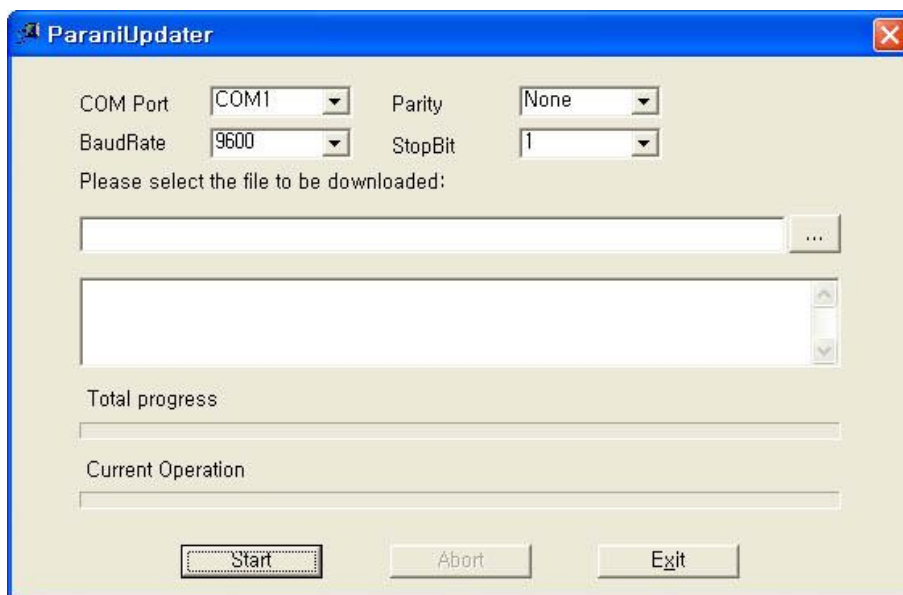 ParaniUpdater
COM Port COM1 Parity None
BaudRate 9600 StopBit 1
Please select the file to be downloaded:
...
Total progress
Current Operation
Start Abort Exit